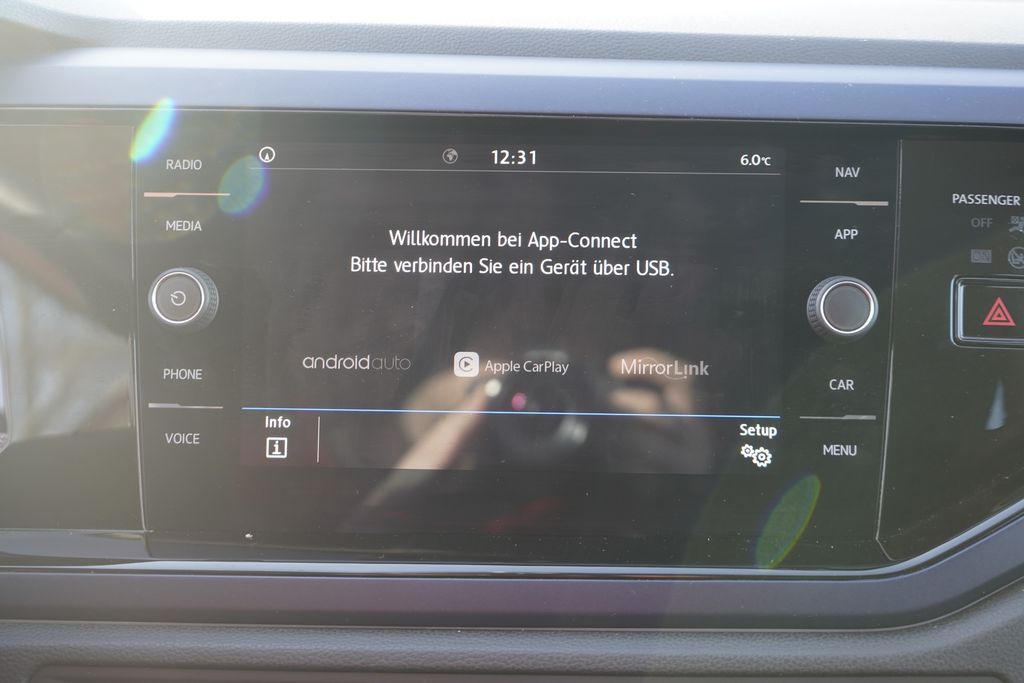 RADIO
MEDIA
PHONE
VOICE
12:31
6.0°C
Willkommen bei App-Connect
Bitte verbinden Sie ein Gerät über USB.
androidauto
Apple CarPlay
MirrorLink
Info
i
Setup
NAV
APP
CAR
MENU
PASSENGER
OFF
ON